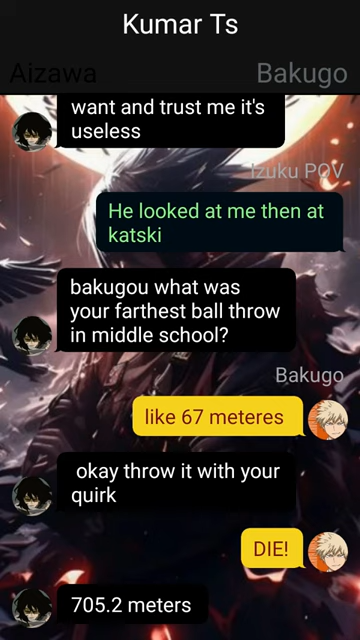 Kumar Ts
Aizawa
Bakugo
want and trust me it's
useless
Izuku POV
He looked at me then at
katski
bakugou what was
your farthest ball throw
in middle school?
Bakugo
like 67 meteres
okay throw it with your
quirk
DIE!
705.2 meters